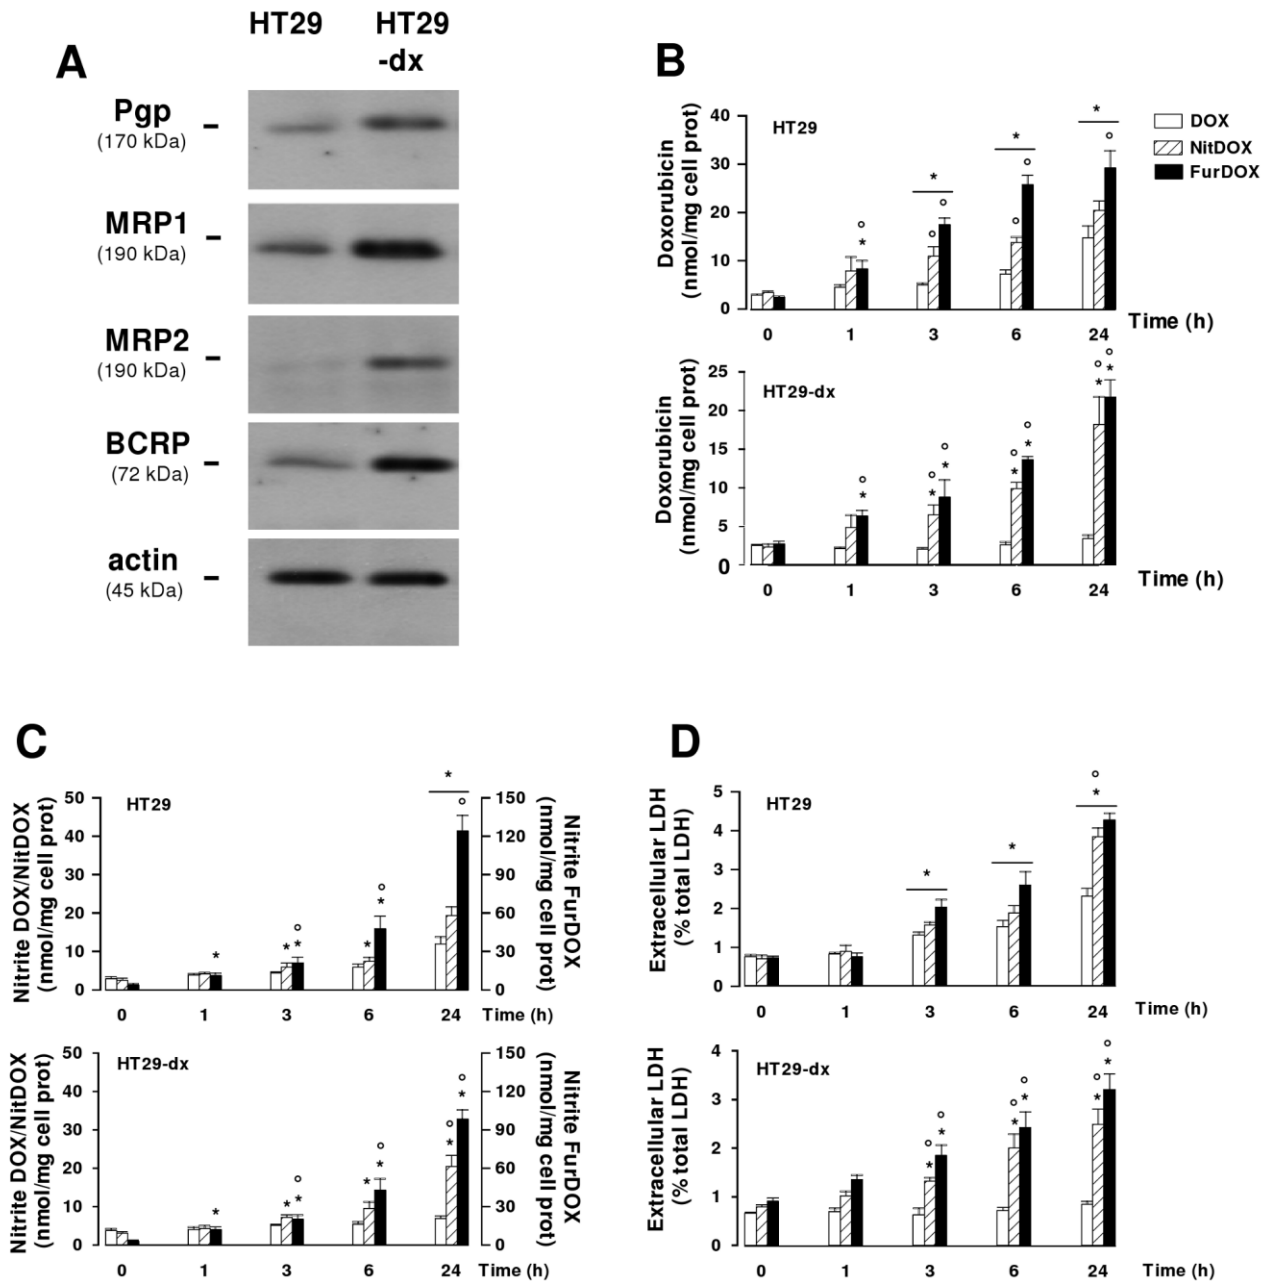 A
HT29
HT29
-dx
Pgp
(170 kDa)
MRP1
(190 kDa)
MRP2
(190 kDa)
BCRP
(72 kDa)
actin
(45 kDa)
B
HT29
Doxorubicin
(nmol/mg cell prot)
40
30
20
10
0
*
*
*
*
°
°
°
°
°
°
*
0
1
3
6
24
Time (h)
DOX
NitDOX
FurDOX
HT29-dx
Doxorubicin
(nmol/mg cell prot)
25
20
15
10
5
0
°
*
°
*
°
*
°
*
°
*
°
*
°
*
0
1
3
6
24
Time (h)
C
HT29
Nitrite DOX/NitDOX
(nmol/mg cell prot)
50
40
30
20
10
0
*
*
*
°
*
*
°
*
*
°
150
120
90
60
30
0
Nitrite FurDOX
(nmol/mg cell prot)
0
1
3
6
24
Time (h)
HT29-dx
Nitrite DOX/NitDOX
(nmol/mg cell prot)
50
40
30
20
10
0
*
*
°
*
*
°
*
°
*
°
*
150
120
90
60
30
0
Nitrite FurDOX
(nmol/mg cell prot)
0
1
3
6
24
Time (h)
D
HT29
Extracellular LDH
(% total LDH)
5
4
3
2
1
0
*
*
°
*
0
1
3
6
24
Time (h)
HT29-dx
Extracellular LDH
(% total LDH)
4
3
2
1
0
°
*
°
*
°
*
°
*
°
*
°
*
0
1
3
6
24
Time (h)